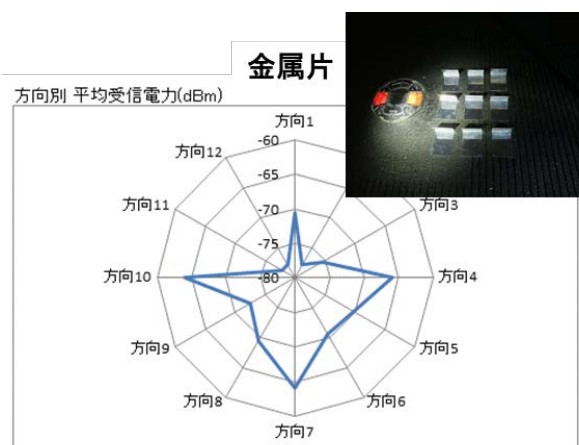 金属片
方向別 平均受信電力(dBm)
方向1
方向12
方向11
方向3
方向10
方向4
方向9
方向5
方向8
方向6
方向7
-60
-65
-70
-75
-80